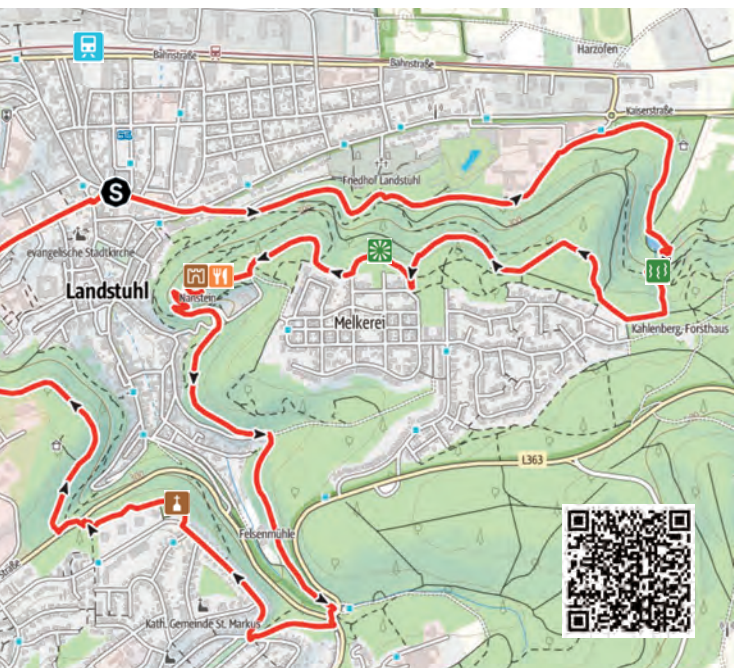 Harzofen
Bahnstraße
Bahnstraße
Kaiserstraße
S
Friedhof Landstuhl
evangelische Stadtkirche
Landstuhl
Nanstein
Melkerei
Kahlenberg, Forsthaus
L363
Felsenmühle
Kath. Gemeinde St. Markus